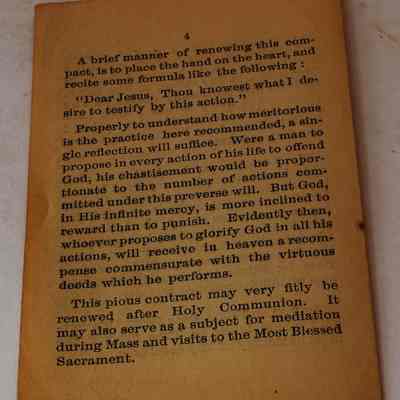 4
A brief manner of renewing this com-
pact, is to place the hand on the heart, and
recite some formula like the following :
"Dear Jesus, Thou knowest what I de-
sire to testify by this action."
Properly to understand how meritorious
is the practice here recommended, a sin-
gle reflection will suffice. Were a man to
propose in every action of his life to offend
God, his chastisement would be propor-
tionate to the number of actions com-
mitted under this preverse will. But God,
in His infinite mercy, is more inclined to
reward than to punish. Evidently then,
whoever proposes to glorify God in all his
actions, will receive in heaven a recom-
pense commensurate with the virtuous
deeds which he performs.
This pious contract may very fitly be
renewed after Holy Communion. It
may also serve as a subject for mediation
during Mass and visits to the Most Blessed
Sacrament.